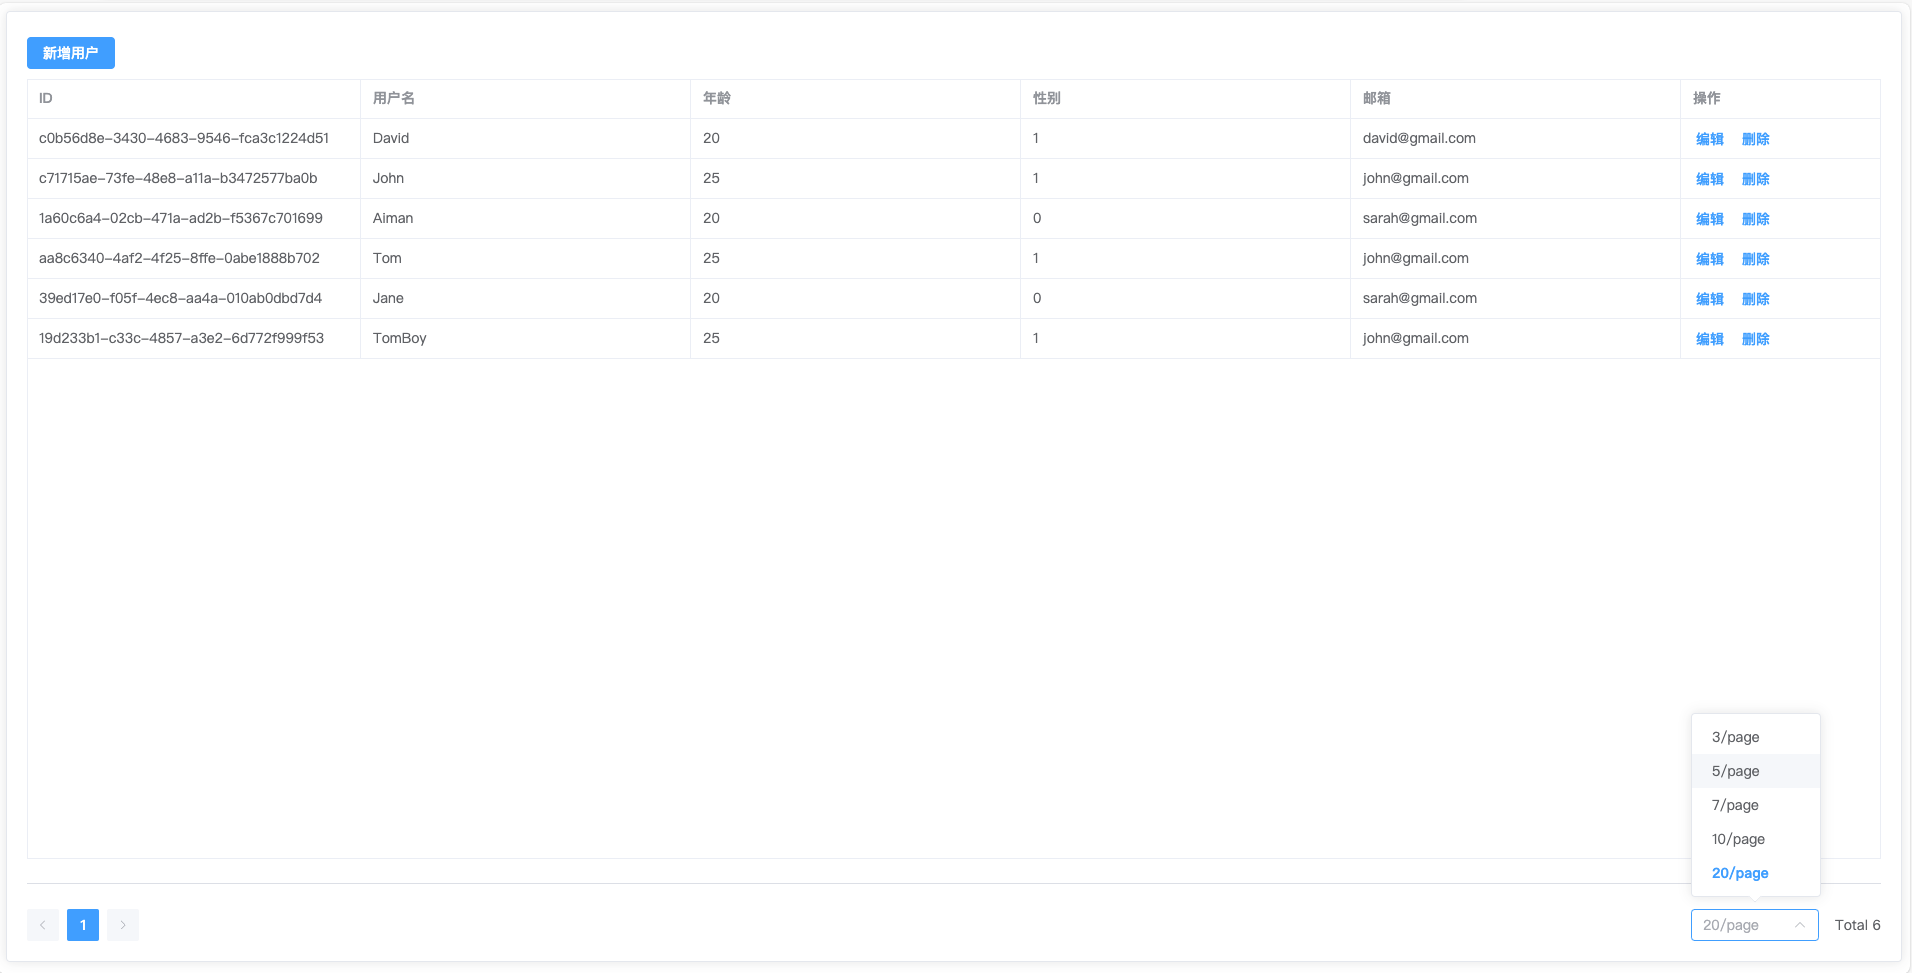 新增用户
ID 用户名 年龄 性别 邮箱 操作
c0b56d8e-3430-4683-9546-fca3c1224d51 David 20 1 david@gmail.com 编辑 删除
c71715ae-73fe-48e8-a11a-b3472577ba0b John 25 1 john@gmail.com 编辑 删除
1a60c6a4-02cb-471a-ad2b-f5367c701699 Aiman 20 0 sarah@gmail.com 编辑 删除
aa8c6340-4af2-4f25-8ffe-0abe1888b702 Tom 25 1 john@gmail.com 编辑 删除
39ed17e0-f05f-4ec8-aa4a-010ab0dbd7d4 Jane 20 0 sarah@gmail.com 编辑 删除
19d233b1-c33c-4857-a3e2-6d772f999f53 TomBoy 25 1 john@gmail.com 编辑 删除
3/page
5/page
7/page
10/page
20/page
1 20/page Total 6